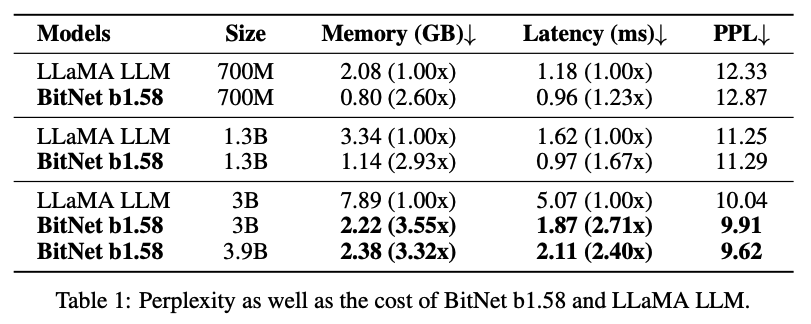 Models Size Memory (GB)↓ Latency (ms)↓ PPL↓
LLaMA LLM 700M 2.08 (1.00x) 1.18 (1.00x) 12.33
BitNet b1.58 700M 0.80 (2.60x) 0.96 (1.23x) 12.87
LLaMA LLM 1.3B 3.34 (1.00x) 1.62 (1.00x) 11.25
BitNet b1.58 1.3B 1.14 (2.93x) 0.97 (1.67x) 11.29
LLaMA LLM 3B 7.89 (1.00x) 5.07 (1.00x) 10.04
BitNet b1.58 3B 2.22 (3.55x) 1.87 (2.71x) 9.91
BitNet b1.58 3.9B 2.38 (3.32x) 2.11 (2.40x) 9.62
Table 1: Perplexity as well as the cost of BitNet b1.58 and LLaMA LLM.